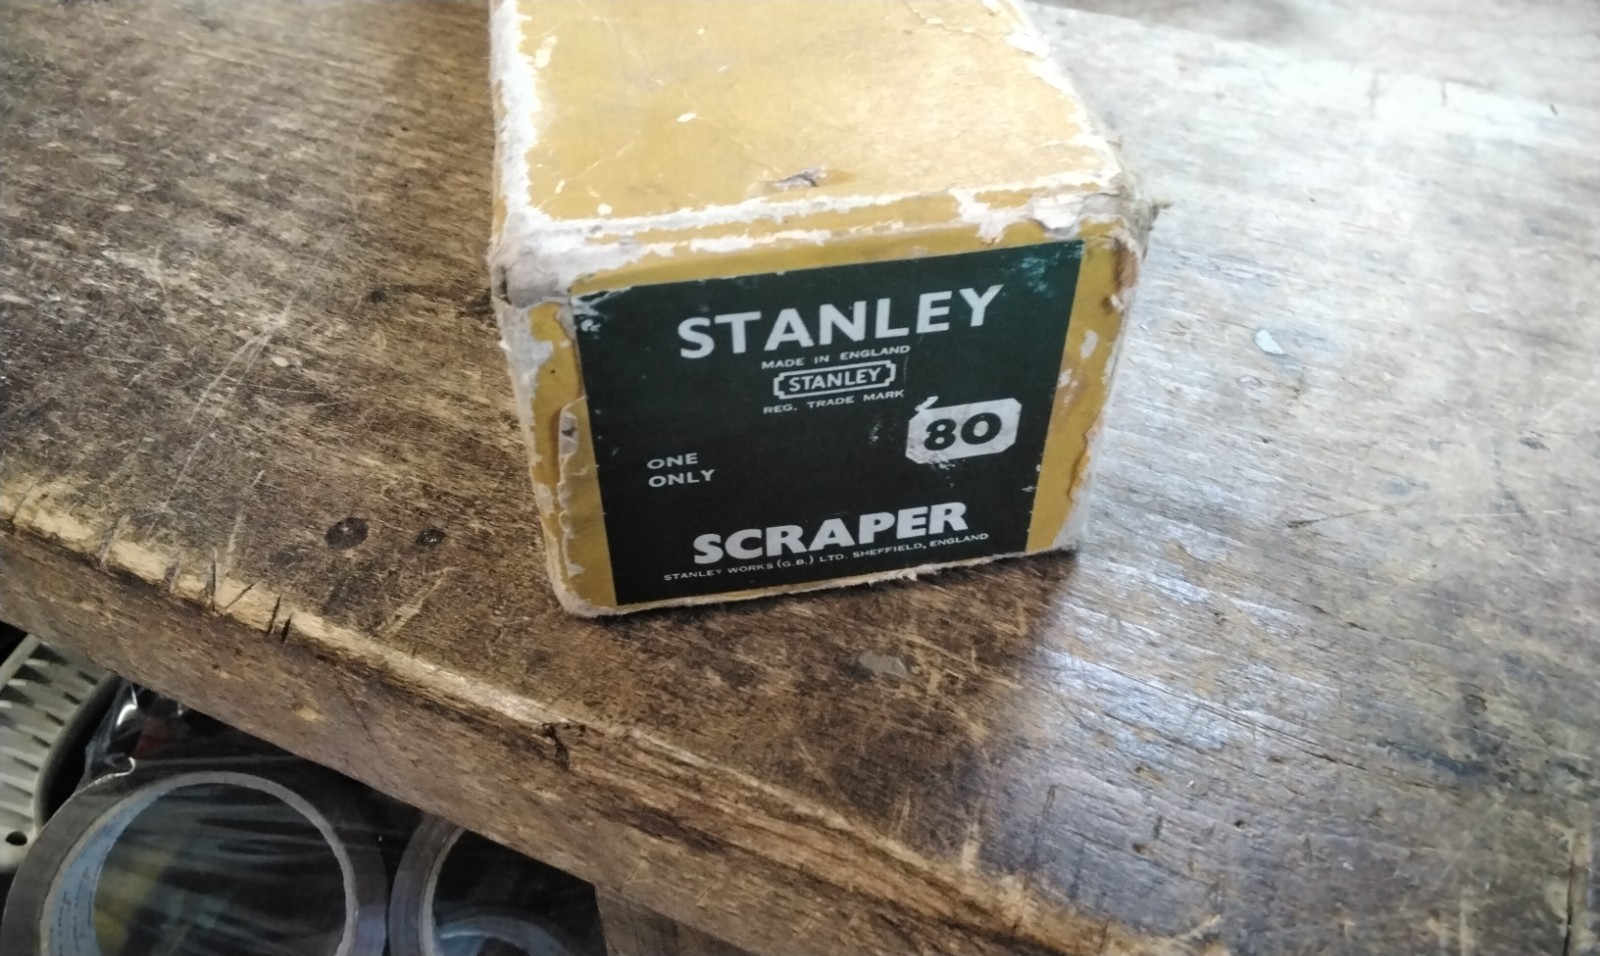 STANLEY
MADE IN ENGLAND
STANLEY
REG. TRADE MARK
80
ONE
ONLY
SCRAPER
STANLEY WORKS (G.B.) LTD. SHEFFIELD, ENGLAND